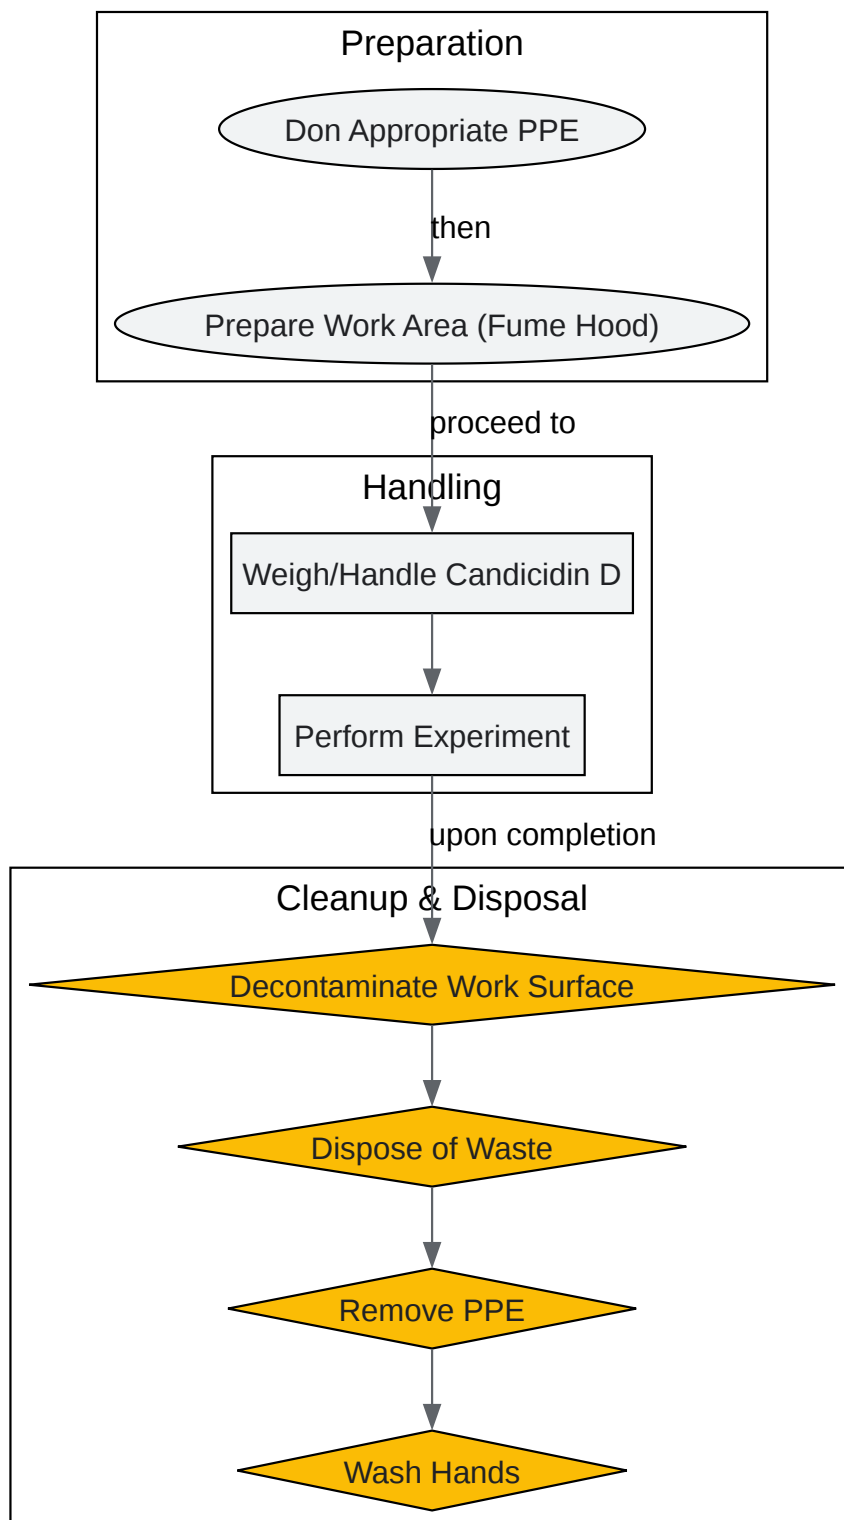 Preparation
Don Appropriate PPE
then
Prepare Work Area (Fume Hood)
proceed to
Handling
Weigh/Handle Candicidin D
Perform Experiment
upon completion
Cleanup & Disposal
Decontaminate Work Surface
Dispose of Waste
Remove PPE
Wash Hands